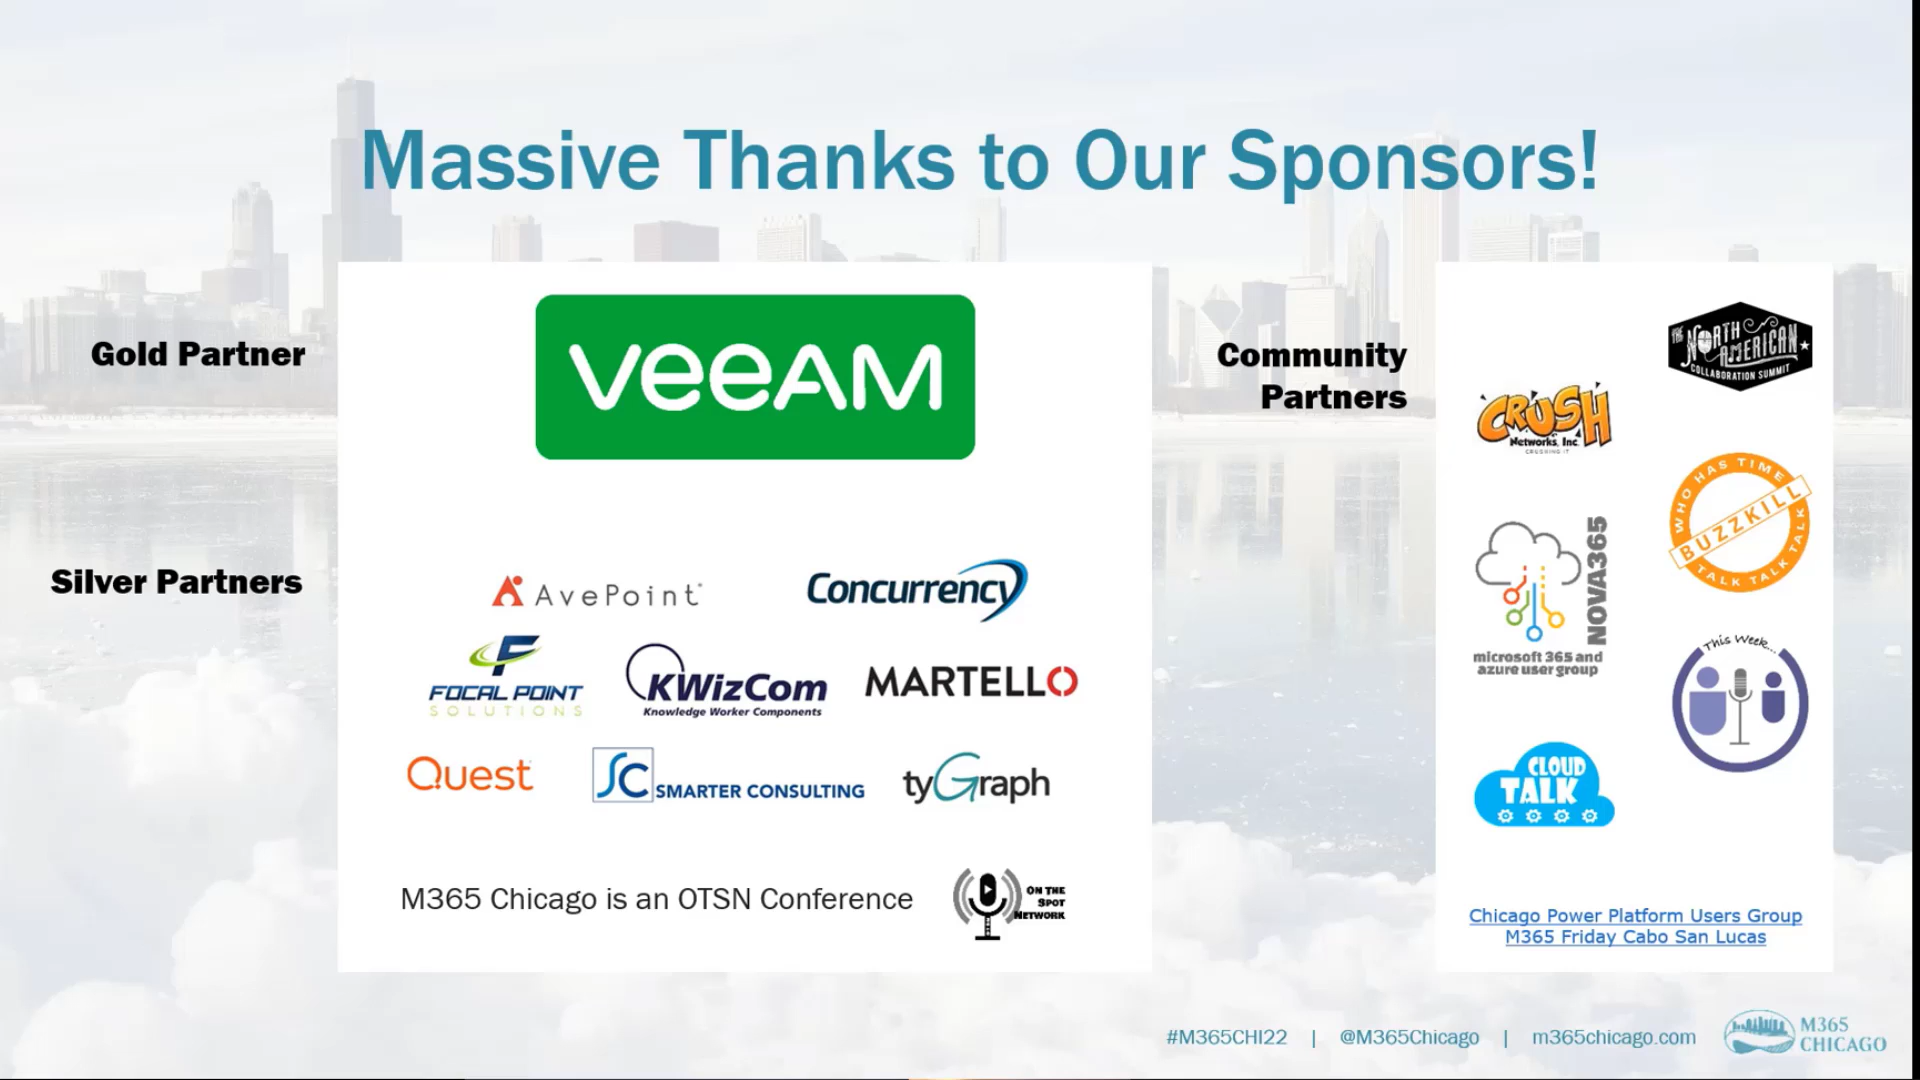 Massive Thanks to Our Sponsors!
Gold Partner
veeAM
Silver Partners
AvePoint
Concurrency
FOCAL POINT
SOLUTIONS
KWizCom
Knowledge Worker Components
MARTELLO
Quest
SC SMARTER CONSULTING
tyGraph
M365 Chicago is an OTSN Conference
ON THE
SPOT
NETWORK
Community
Partners
THE
NORTH
AMERICAN
COLLABORATION SUMMIT
CRUSH
Networks, Inc.
CRUSHING IT
WHO HAS TIME
BUZZKILL
TALK TALK TALK
NOVA365
microsoft 365 and
azure user group
This Week...
CLOUD
TALK
Chicago Power Platform Users Group
M365 Friday Cabo San Lucas
#M365CHI22 | @M365Chicago | m365chicago.com
M365
CHICAGO